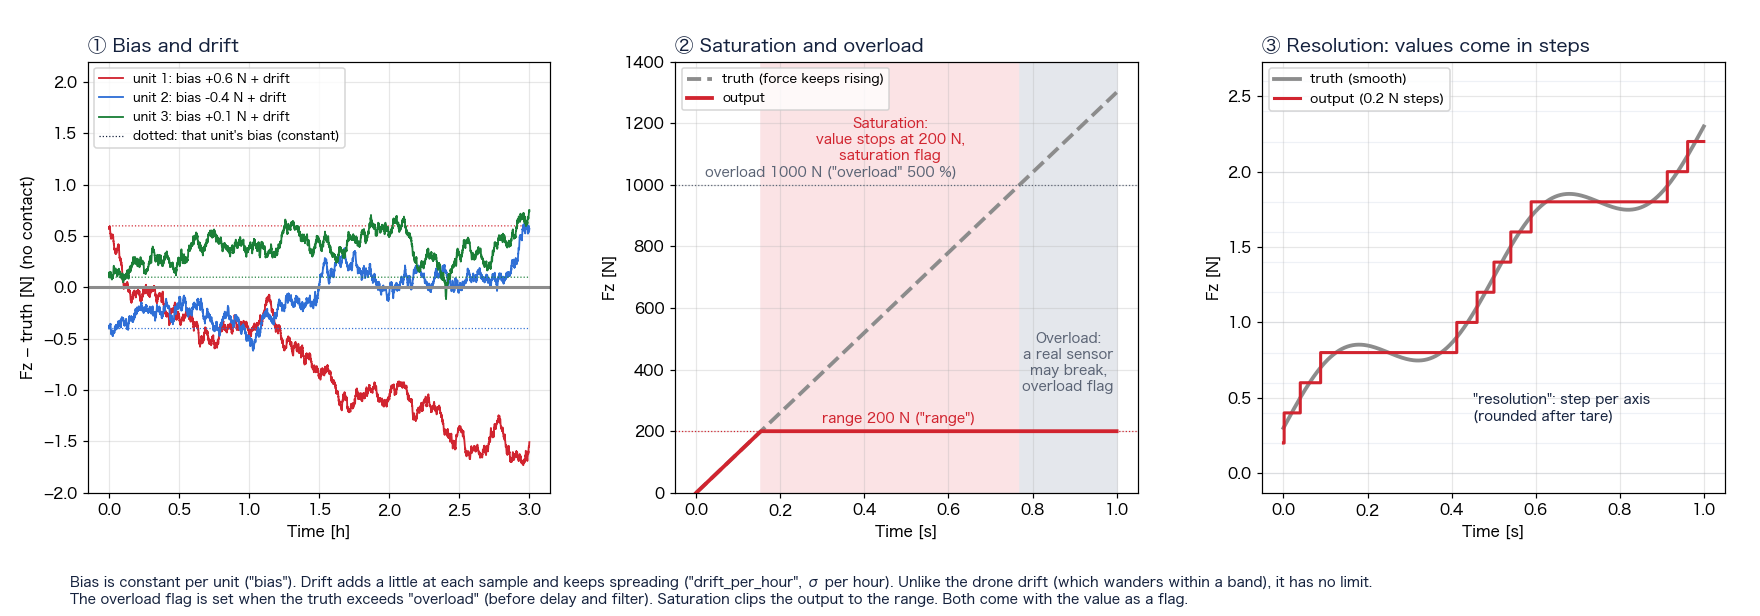 ① Bias and drift
unit 1: bias +0.6 N + drift
unit 2: bias -0.4 N + drift
unit 3: bias +0.1 N + drift
dotted: that unit's bias (constant)
Fz − truth [N] (no contact)
2.0
1.5
1.0
0.5
0.0
−0.5
−1.0
−1.5
−2.0
0.0 0.5 1.0 1.5 2.0 2.5 3.0
Time [h]
② Saturation and overload
truth (force keeps rising)
output
Saturation:
value stops at 200 N,
saturation flag
overload 1000 N ("overload" 500 %)
Overload:
a real sensor
may break,
overload flag
range 200 N ("range")
Fz [N]
1400
1200
1000
800
600
400
200
0
0.0 0.2 0.4 0.6 0.8 1.0
Time [s]
③ Resolution: values come in steps
truth (smooth)
output (0.2 N steps)
"resolution": step per axis
(rounded after tare)
Fz [N]
2.5
2.0
1.5
1.0
0.5
0.0
0.0 0.2 0.4 0.6 0.8 1.0
Time [s]
Bias is constant per unit ("bias"). Drift adds a little at each sample and keeps spreading ("drift_per_hour", σ per hour). Unlike the drone drift (which wanders within a band), it has no limit.
The overload flag is set when the truth exceeds "overload" (before delay and filter). Saturation clips the output to the range. Both come with the value as a flag.